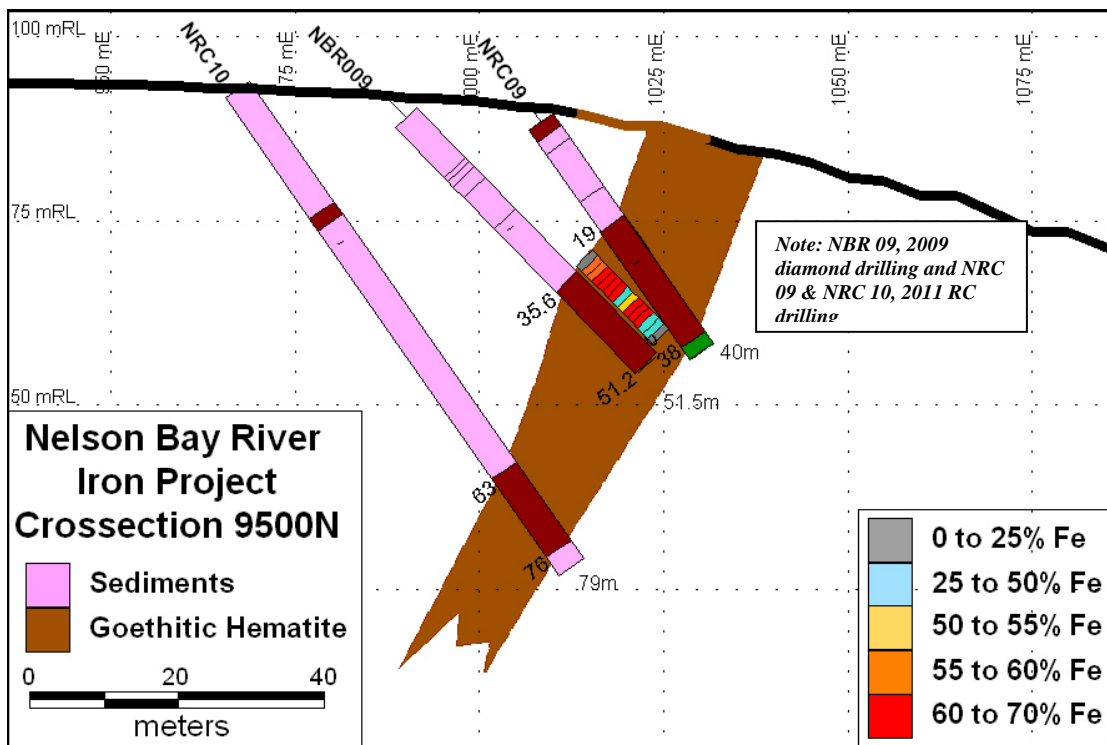 100 mRL
NRC10
NBR009
NRC09
950 mE
75 mE
000 mE
1025 mE
1050 mE
1075 mE
75 mRL
50 mRL
19
35.6
38
51.2
40m
51.5m
63
76
79m
Note: NBR 09, 2009
diamond drilling and NRC
09 & NRC 10, 2011 RC
drilling
Nelson Bay River
Iron Project
Crossection 9500N
Sediments
Goethitic Hematite
0 20 40
meters
0 to 25% Fe
25 to 50% Fe
50 to 55% Fe
55 to 60% Fe
60 to 70% Fe